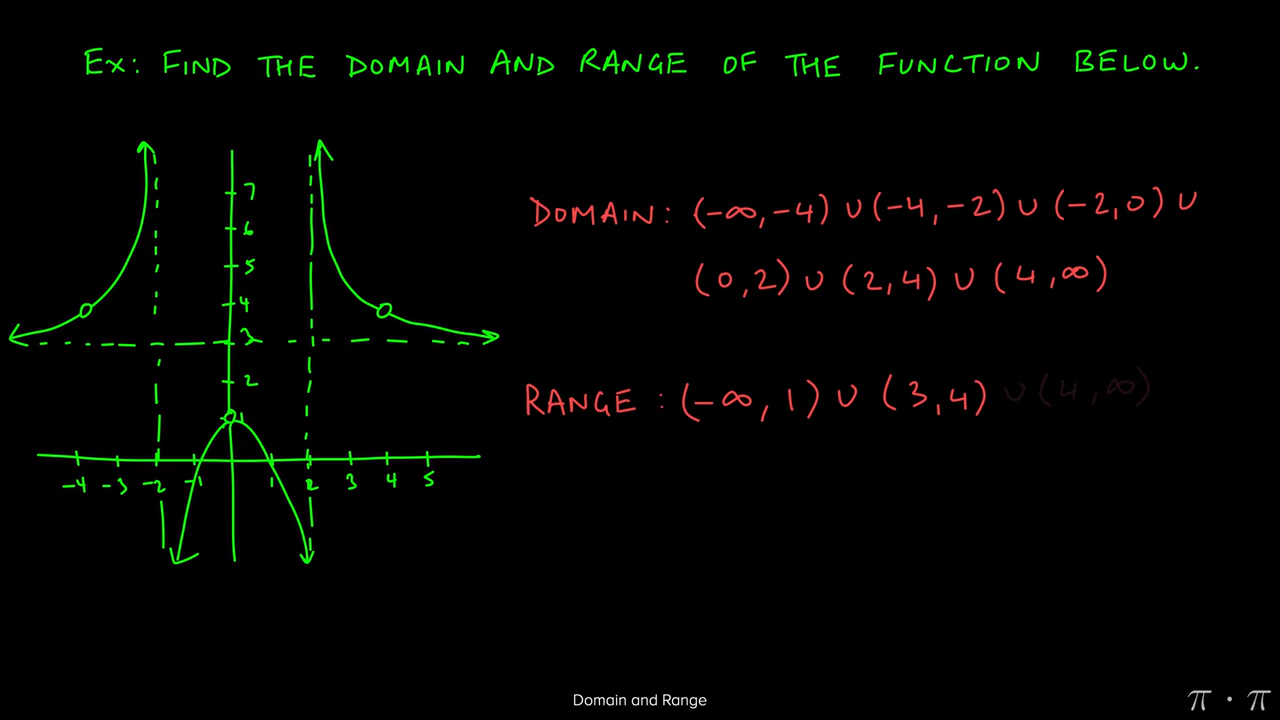 Ex: FIND THE DOMAIN AND RANGE OF THE FUNCTION BELOW.
7
6
5
4
3
2
1
-4 -3 -2 -1 1 2 3 4 5
DOMAIN: (-∞,-4) ∪ (-4,-2) ∪ (-2,0) ∪
(0,2) ∪ (2,4) ∪ (4,∞)
RANGE: (-∞,1) ∪ (3,4) ∪ (4,∞)
Domain and Range
π · π